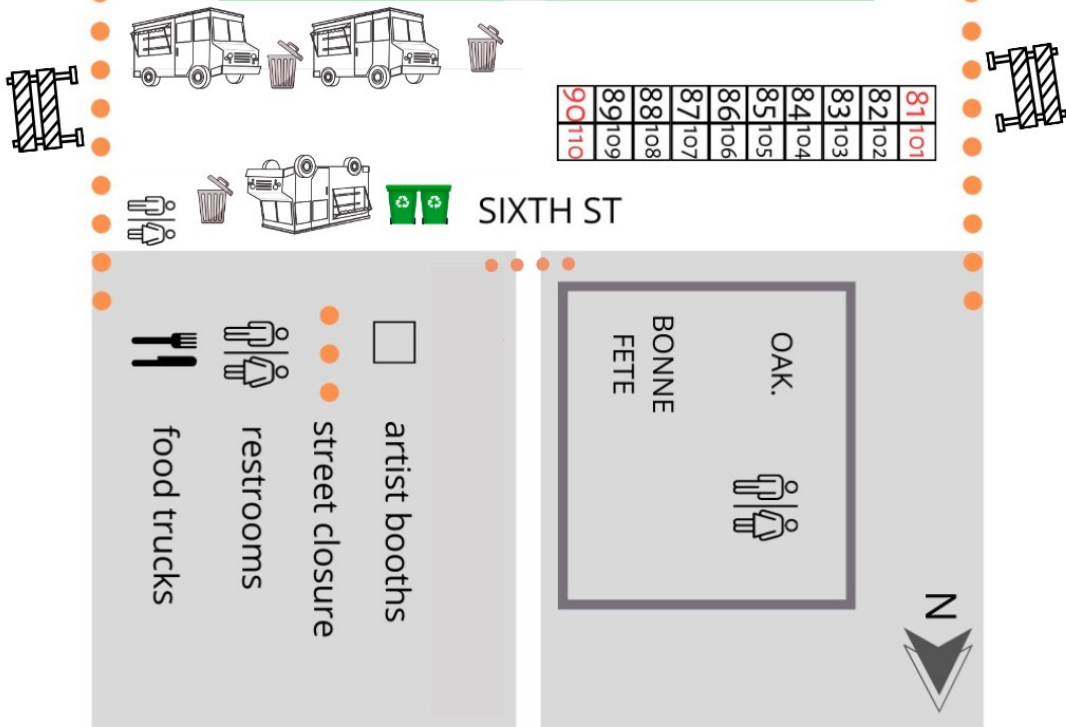 90 89 88 87 86 85 84 83 82 81
110 109 108 107 106 105 104 103 102 101
SIXTH ST
artist booths
street closure
restrooms
food trucks
OAK.
BONNE
FETE
N